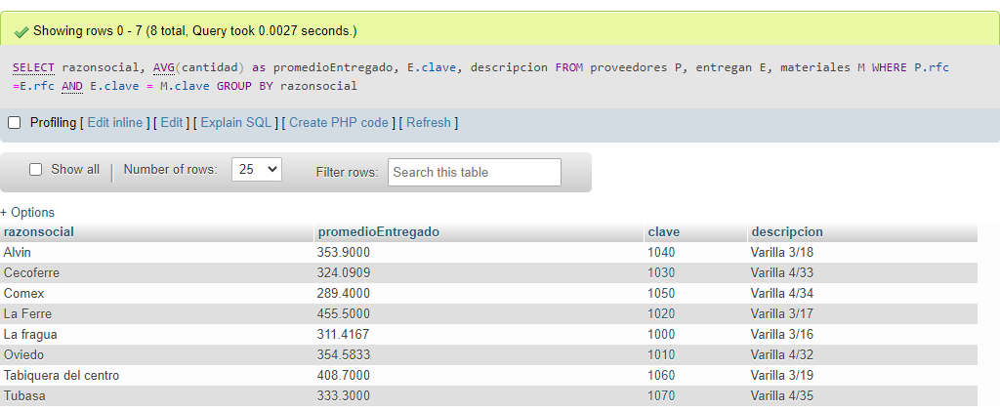 Showing rows 0 - 7 (8 total, Query took 0.0027 seconds.)
SELECT razonsocial, AVG(cantidad) as promedioEntregado, E.clave, descripcion FROM proveedores P, entregan E, materiales M WHERE P.rfc
=E.rfc AND E.clave = M.clave GROUP BY razonsocial
Profiling [ Edit inline ] [ Edit ] [ Explain SQL ] [ Create PHP code ] [ Refresh ]
Show all | Number of rows: 25 Filter rows: Search this table
+ Options
razonsocial promedioEntregado clave descripcion
Alvin 353.9000 1040 Varilla 3/18
Cecoferre 324.0909 1030 Varilla 4/33
Comex 289.4000 1050 Varilla 4/34
La Ferre 455.5000 1020 Varilla 3/17
La fragua 311.4167 1000 Varilla 3/16
Oviedo 354.5833 1010 Varilla 4/32
Tabiquera del centro 408.7000 1060 Varilla 3/19
Tubasa 333.3000 1070 Varilla 4/35